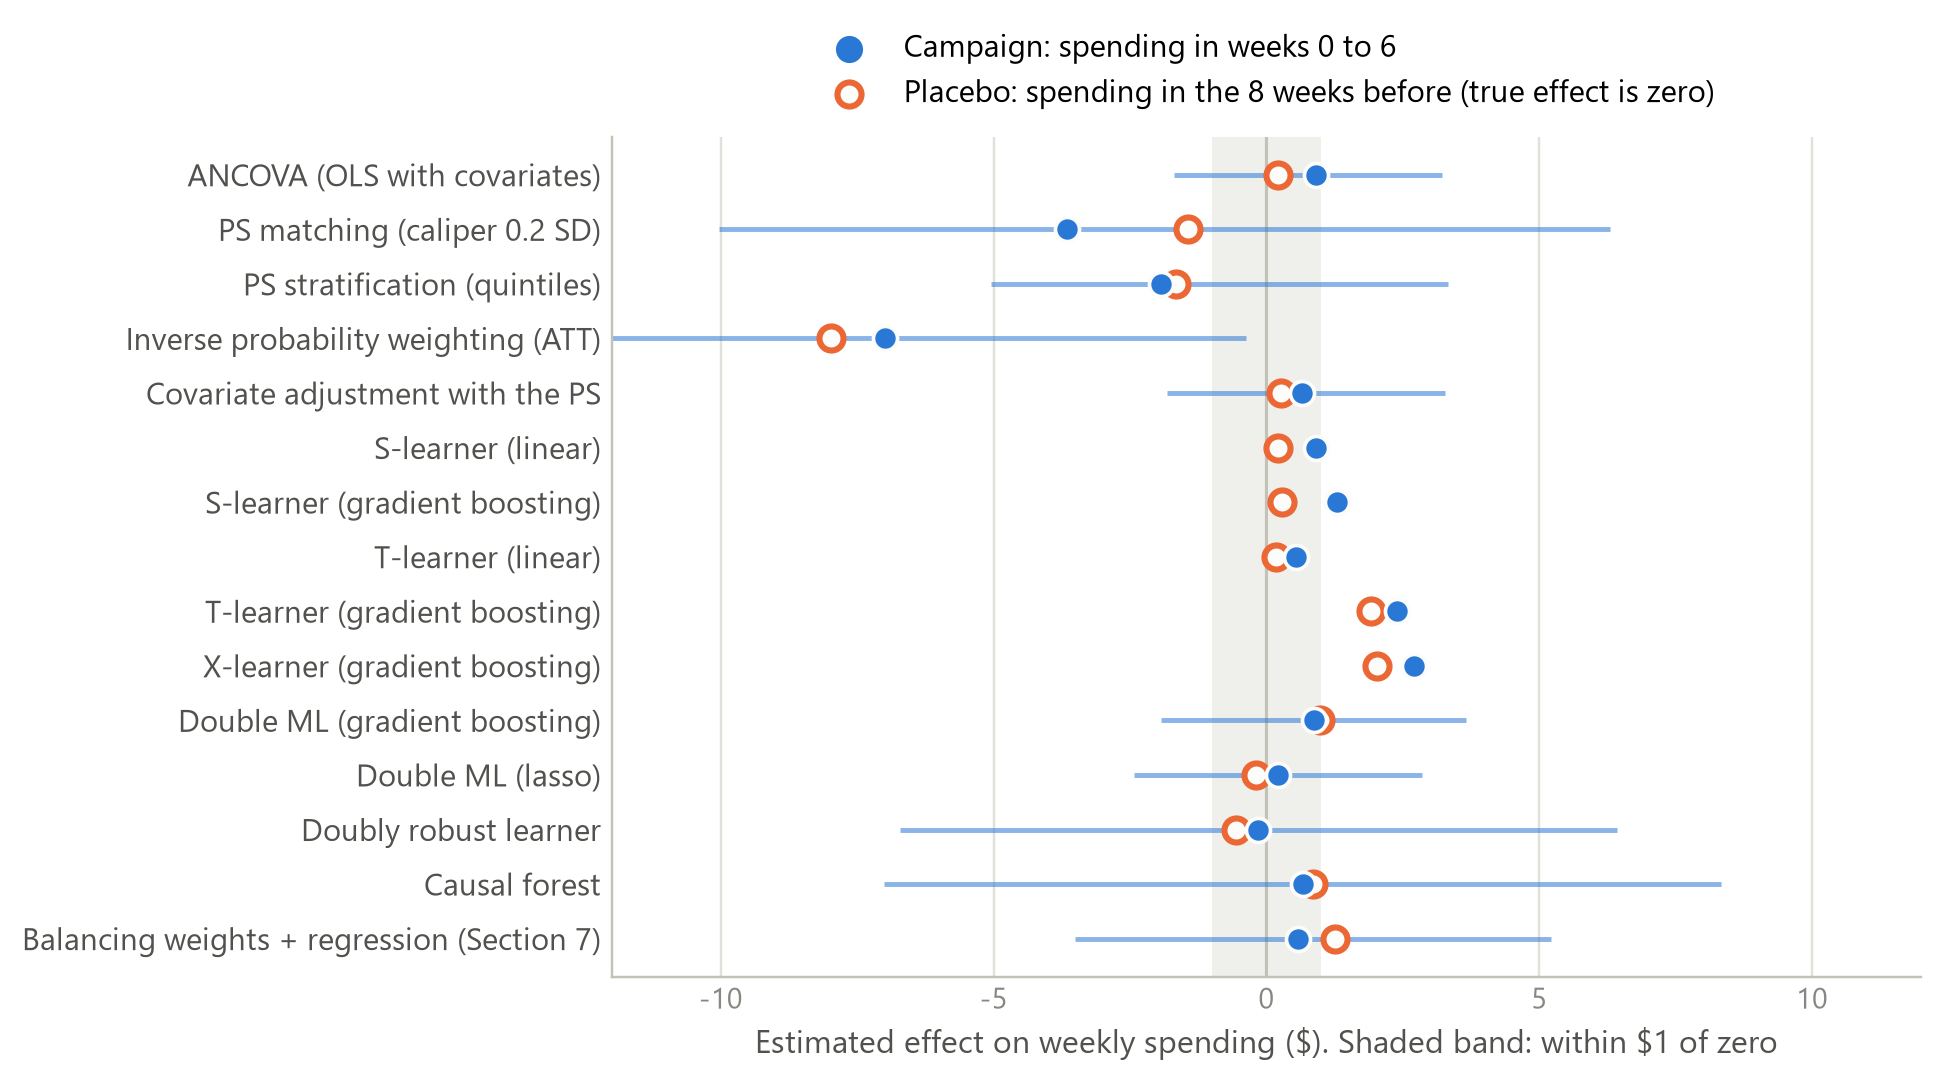 Campaign: spending in weeks 0 to 6
Placebo: spending in the 8 weeks before (true effect is zero)
ANCOVA (OLS with covariates)
PS matching (caliper 0.2 SD)
PS stratification (quintiles)
Inverse probability weighting (ATT)
Covariate adjustment with the PS
S-learner (linear)
S-learner (gradient boosting)
T-learner (linear)
T-learner (gradient boosting)
X-learner (gradient boosting)
Double ML (gradient boosting)
Double ML (lasso)
Doubly robust learner
Causal forest
Balancing weights + regression (Section 7)
-10 -5 0 5 10
Estimated effect on weekly spending ($). Shaded band: within $1 of zero